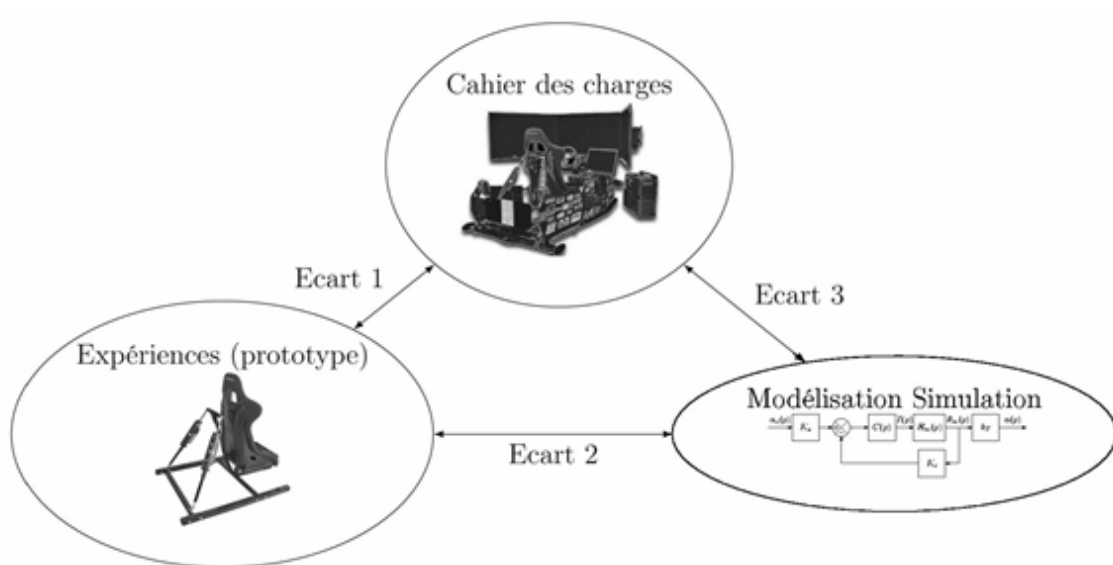 Cahier des charges
Ecart 1
Ecart 3
Expériences (prototype)
Modélisation Simulation
C(p)
Ecart 2